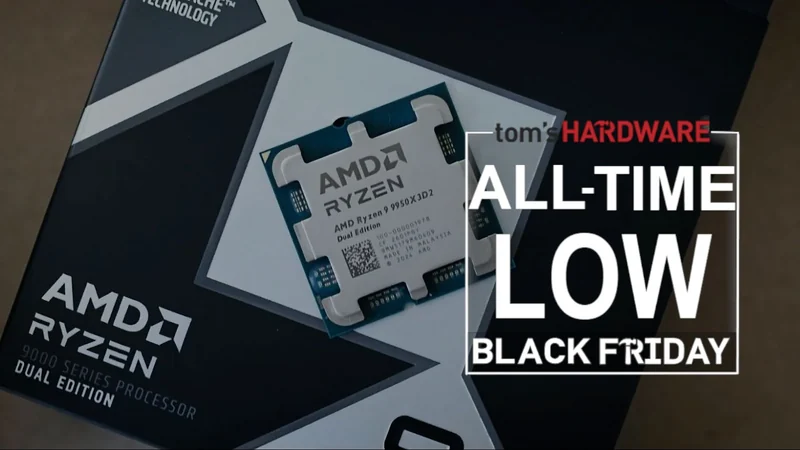 CACHE™
TECHNOLOGY
AMD
RYZEN
AMD Ryzen 9 9950X3D2
Dual Edition
MADE IN MALAYSIA
AMD
RYZEN
9000 SERIES PROCESSOR
DUAL EDITION
tom's HARDWARE
ALL-TIME
LOW
BLACK FRIDAY